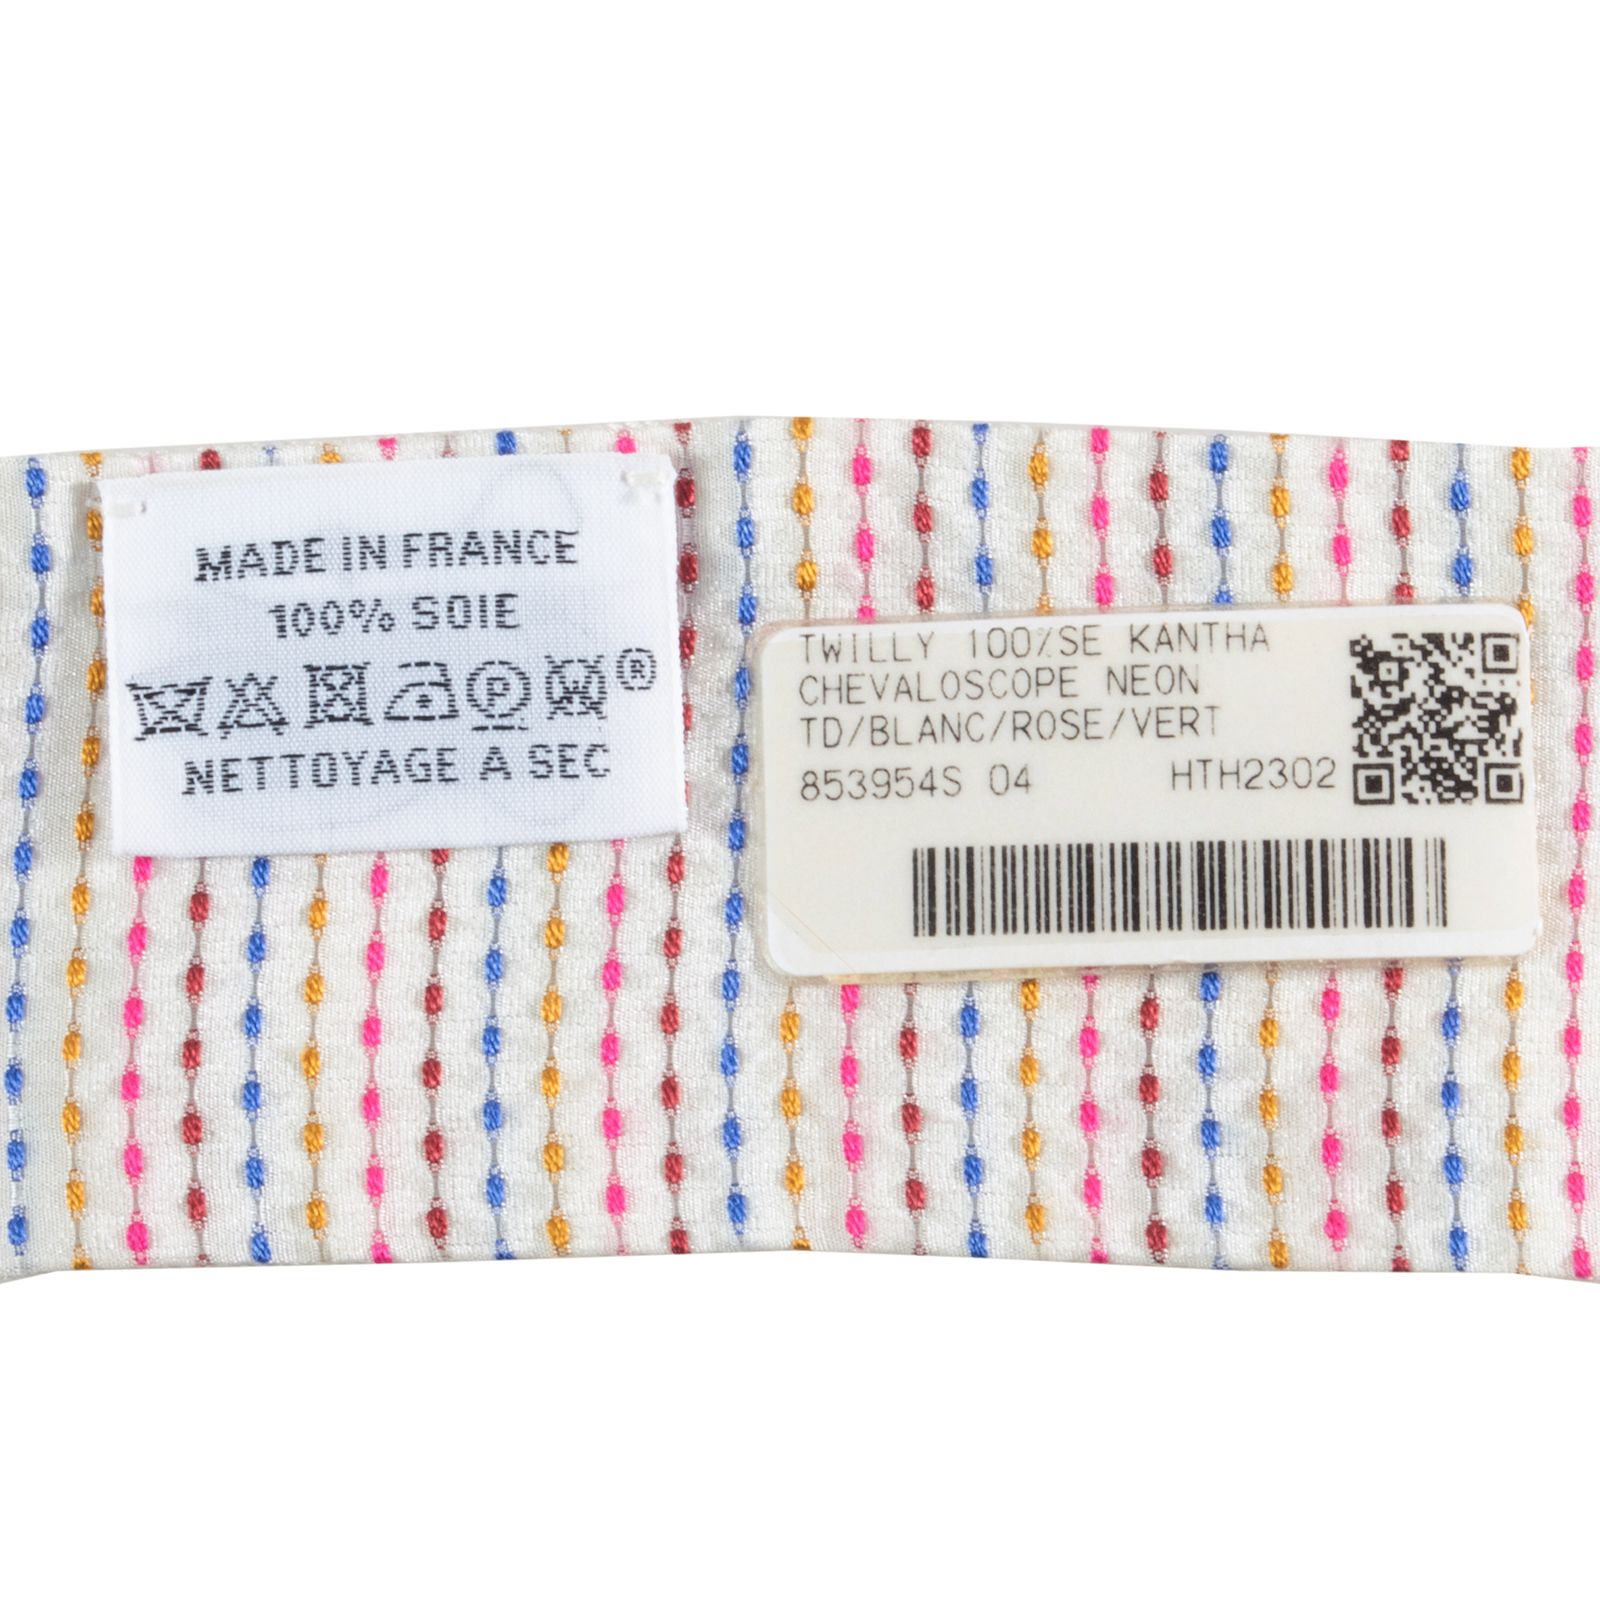 MADE IN FRANCE
100% SOIE
P W ®
NETTOYAGE A SEC
TWILLY 100%SE KANTHA
CHEVALOSCOPE NEON
TD/BLANC/ROSE/VERT
853954S 04 HTH2302